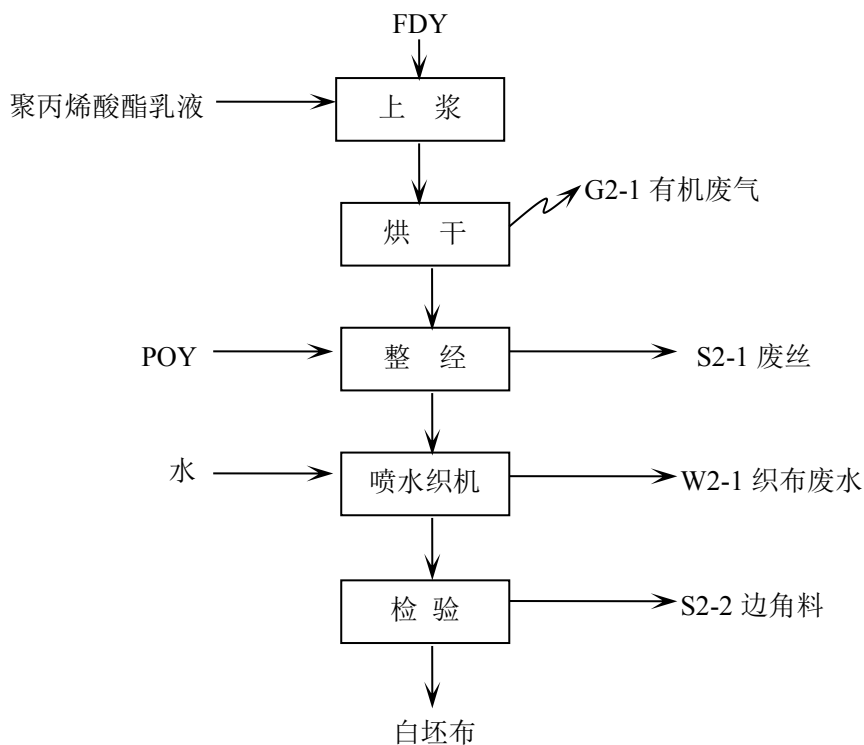 FDY
聚丙烯酸酯乳液
上 浆
烘 干
G2-1 有机废气
POY
整 经
S2-1 废丝
水
喷水织机
W2-1 织布废水
检 验
S2-2 边角料
白坯布